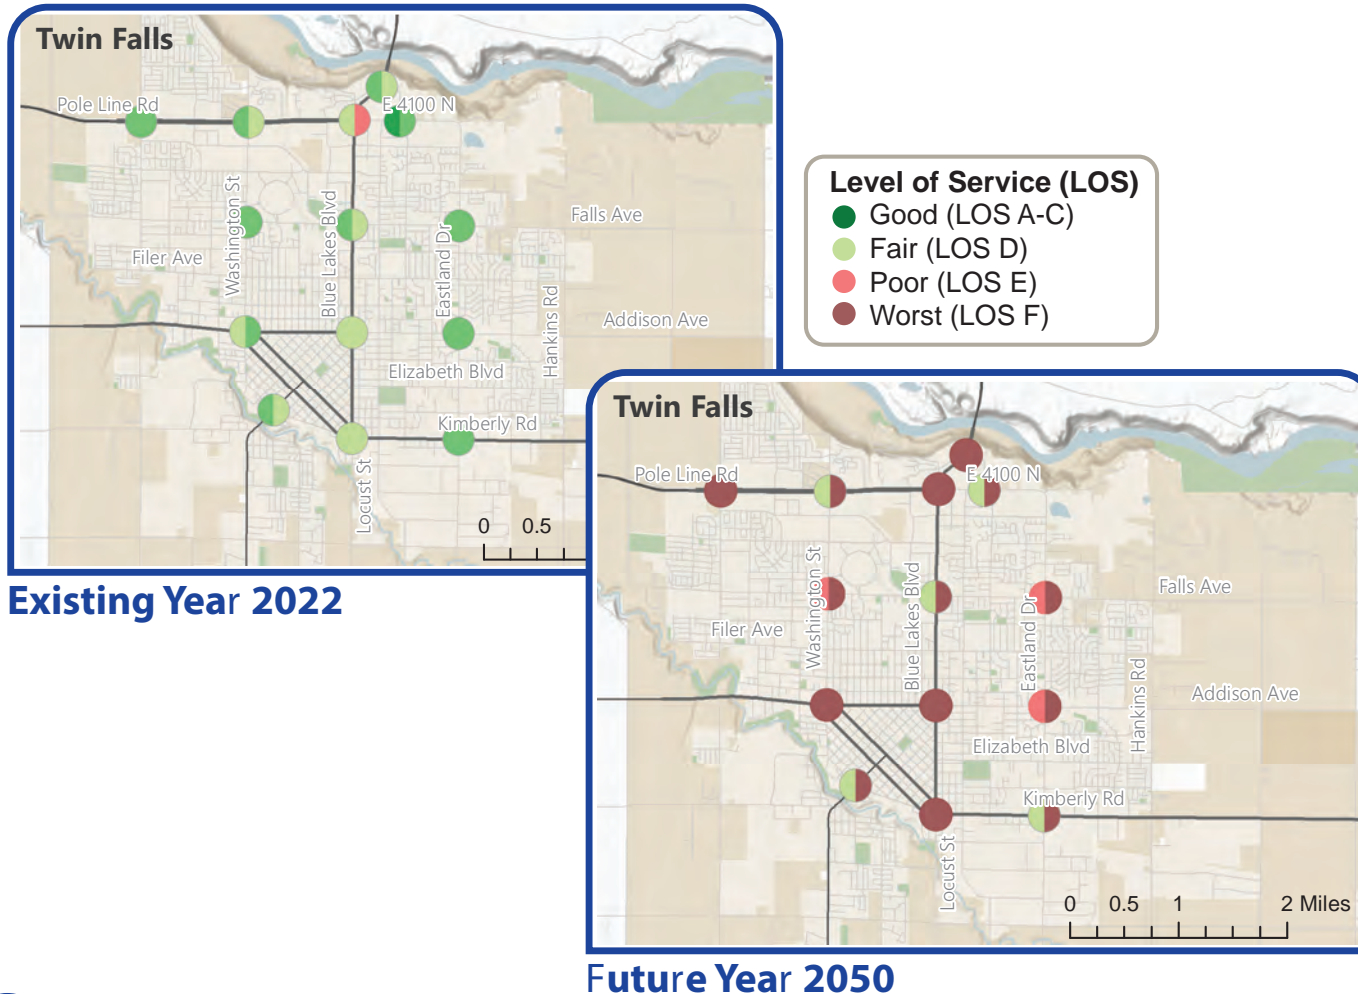 Twin Falls
Pole Line Rd
E 4100 N
Washington St
Blue Lakes Blvd
Eastland Dr
Falls Ave
Filer Ave
Hankins Rd
Addison Ave
Elizabeth Blvd
Kimberly Rd
Locust St
0 0.5
Existing Year 2022
Level of Service (LOS)
Good (LOS A-C)
Fair (LOS D)
Poor (LOS E)
Worst (LOS F)
Twin Falls
Pole Line Rd
E 4100 N
Washington St
Blue Lakes Blvd
Eastland Dr
Falls Ave
Filer Ave
Hankins Rd
Addison Ave
Elizabeth Blvd
Kimberly Rd
Locust St
0 0.5 1 2 Miles
Future Year 2050